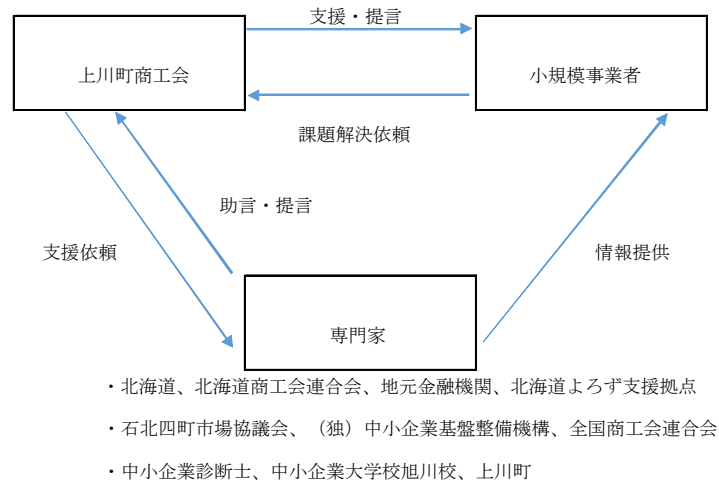 支援・提言
上川町商工会
小規模事業者
課題解決依頼
助言・提言
支援依頼
情報提供
専門家
・北海道、北海道商工会連合会、地元金融機関、北海道よろず支援拠点
・石北四町市場協議会、（独）中小企業基盤整備機構、全国商工会連合会
・中小企業診断士、中小企業大学校旭川校、上川町